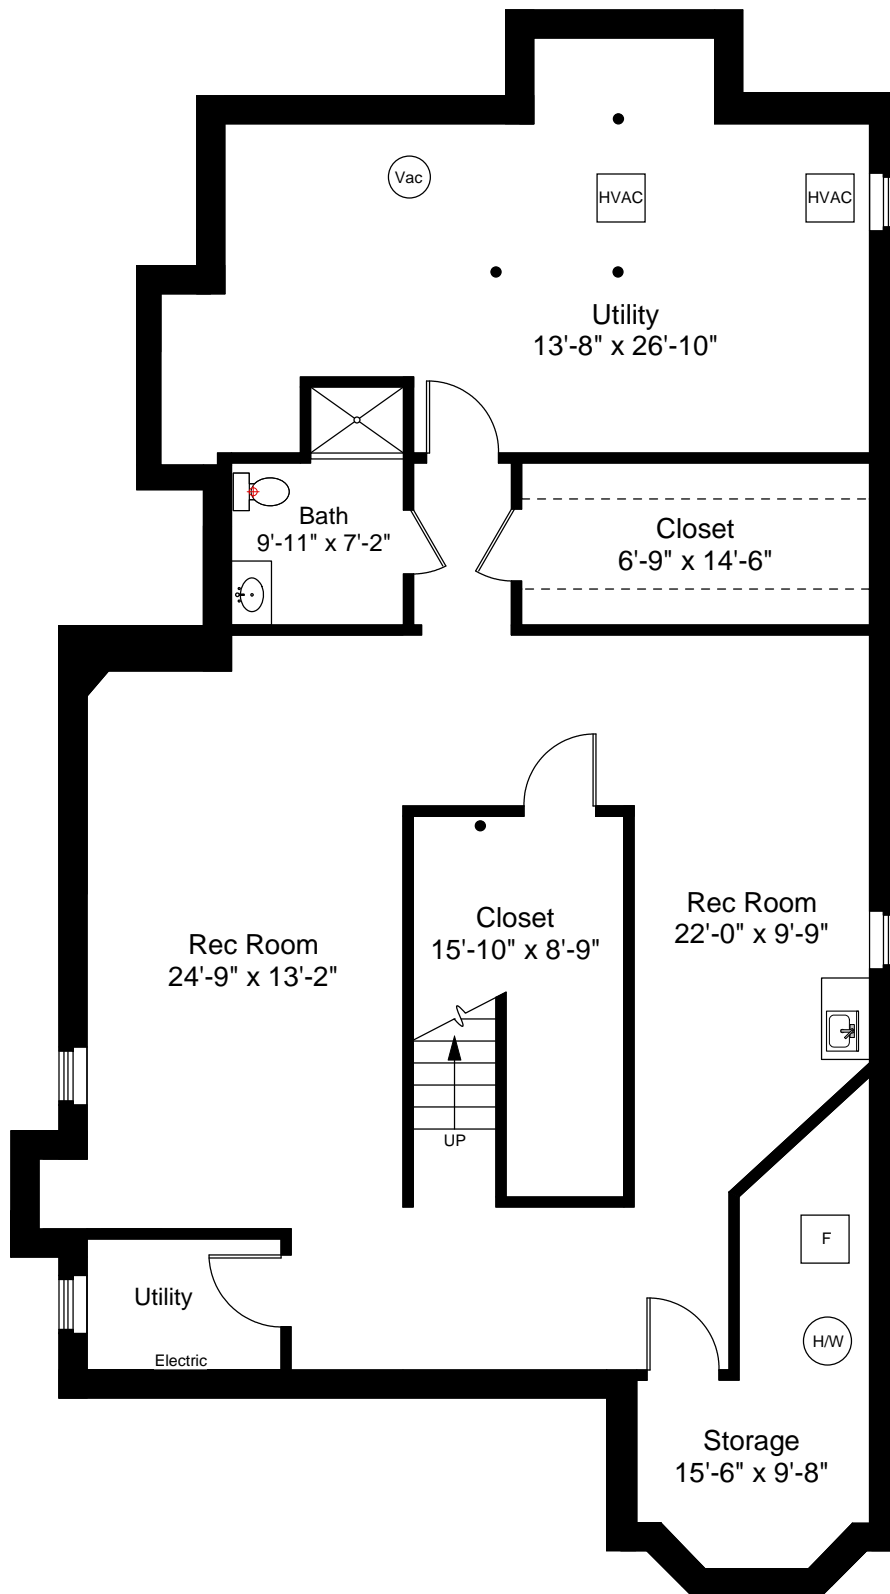 Vac
HVAC
HVAC
Utility
13'-8" x 26'-10"
Bath
9'-11" x 7'-2"
Closet
6'-9" x 14'-6"
Rec Room
24'-9" x 13'-2"
Closet
15'-10" x 8'-9"
Rec Room
22'-0" x 9'-9"
UP
F
Utility
Electric
H/W
Storage
15'-6" x 9'-8"